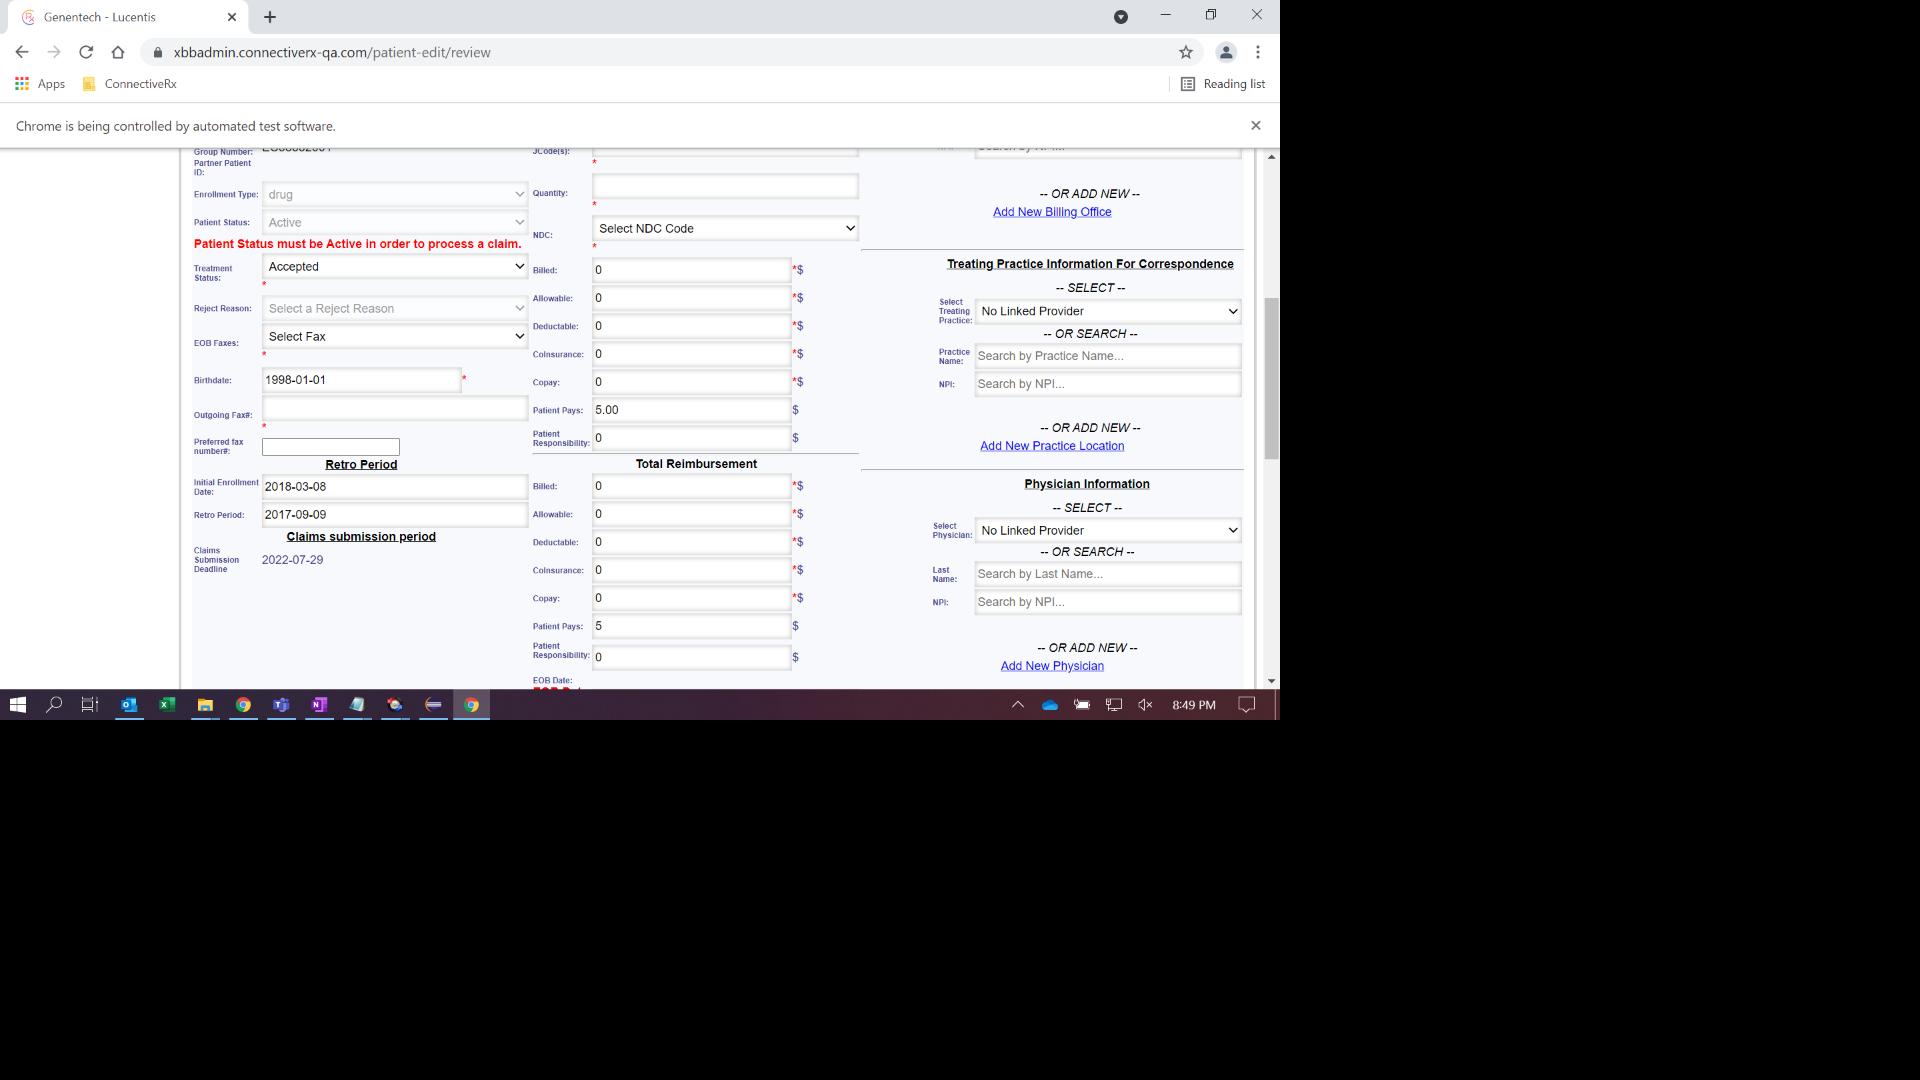 Genentech - Lucentis
xbbadmin.connectiverx-qa.com/patient-edit/review
Apps
ConnectiveRx
Reading list
Chrome is being controlled by automated test software.
Group Number:
Partner Patient
ID:
Enrollment Type:
drug
Patient Status:
Active
Patient Status must be Active in order to process a claim.
Treatment
Status:
Accepted
*
Reject Reason:
Select a Reject Reason
EOB Faxes:
Select Fax
*
Birthdate:
1998-01-01
*
Outgoing Fax#:
*
Preferred fax
number#:
Retro Period
Initial Enrollment
Date:
2018-03-08
Retro Period:
2017-09-09
Claims submission period
Claims
Submission
Deadline
2022-07-29
JCode(s):
*
Quantity:
*
NDC:
Select NDC Code
*
Billed:
0
*$
Allowable:
0
*$
Deductable:
0
*$
CoInsurance:
0
*$
Copay:
0
*$
Patient Pays:
5.00
$
Patient
Responsibility:
0
$
Total Reimbursement
Billed:
0
*$
Allowable:
0
*$
Deductable:
0
*$
CoInsurance:
0
*$
Copay:
0
*$
Patient Pays:
5
$
Patient
Responsibility:
0
$
EOB Date:
-- OR ADD NEW --
Add New Billing Office
Treating Practice Information For Correspondence
-- SELECT --
Select
Treating
Practice:
No Linked Provider
-- OR SEARCH --
Practice
Name:
Search by Practice Name...
NPI:
Search by NPI...
-- OR ADD NEW --
Add New Practice Location
Physician Information
-- SELECT --
Select
Physician:
No Linked Provider
-- OR SEARCH --
Last
Name:
Search by Last Name...
NPI:
Search by NPI...
-- OR ADD NEW --
Add New Physician
8:49 PM